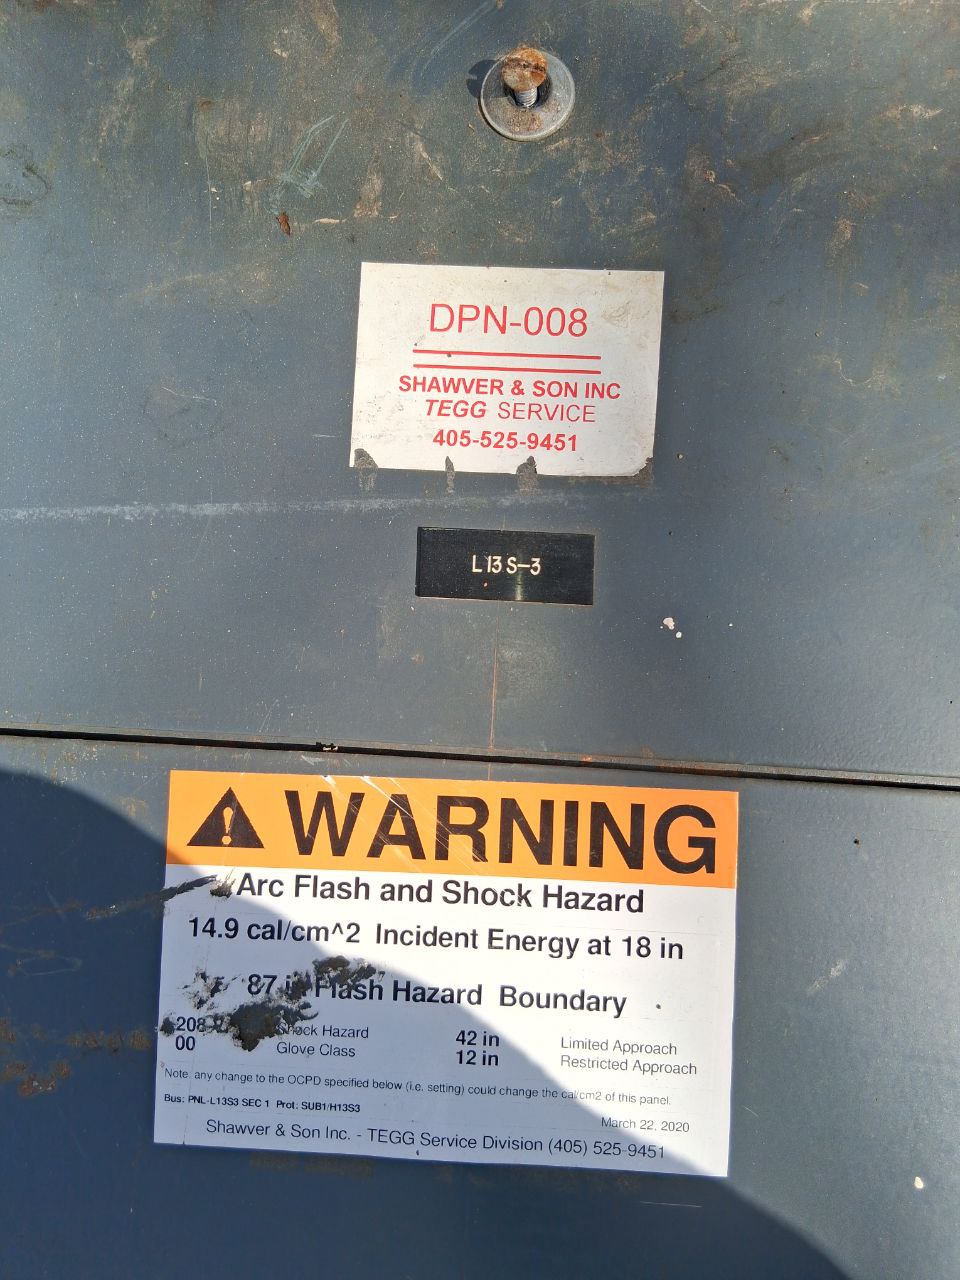 DPN-008
SHAWVER & SON INC
TEGG SERVICE
405-525-9451
L13S-3
WARNING
Arc Flash and Shock Hazard
14.9 cal/cm^2 Incident Energy at 18 in
87 in Flash Hazard Boundary
208 Shock Hazard 42 in Limited Approach
00 Glove Class 12 in Restricted Approach
Note: any change to the OCPD specified below (i.e. setting) could change the cal/cm2 of this panel.
Bus: PNL-L13S3 SEC 1 Prot: SUB1/H13S3
March 22, 2020
Shawver & Son Inc. - TEGG Service Division (405) 525-9451